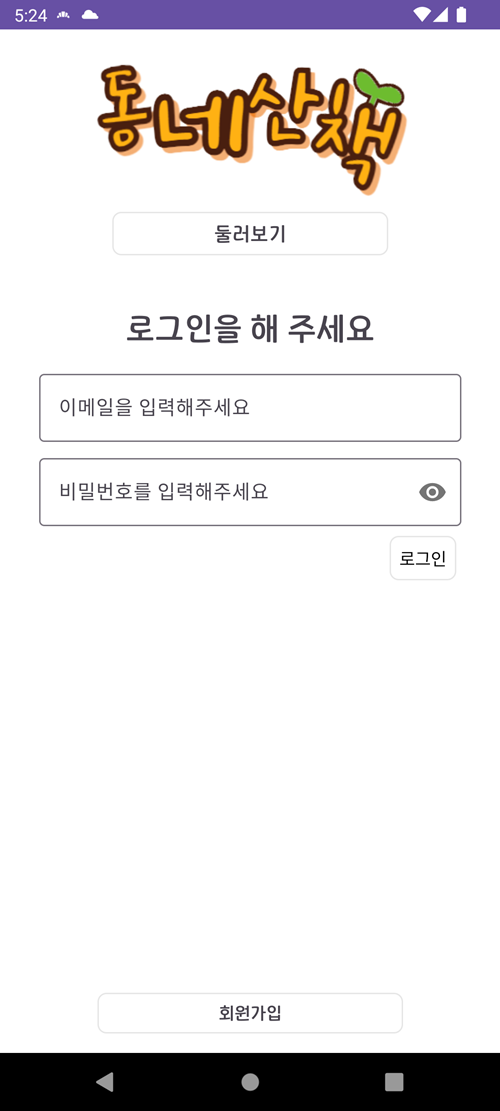 5:24
동네산책
둘러보기
로그인을 해 주세요
이메일을 입력해주세요
비밀번호를 입력해주세요
로그인
회원가입